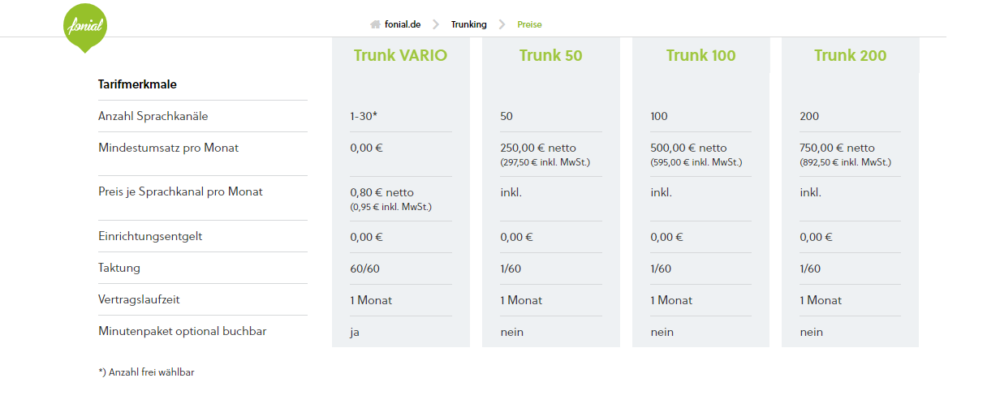 fonial
fonial.de Trunking Preise
Trunk VARIO Trunk 50 Trunk 100 Trunk 200
Tarifmerkmale
Anzahl Sprachkanäle 1-30* 50 100 200
Mindestumsatz pro Monat 0,00 € 250,00 € netto 500,00 € netto 750,00 € netto
(297,50 € inkl. MwSt.) (595,00 € inkl. MwSt.) (892,50 € inkl. MwSt.)
Preis je Sprachkanal pro Monat 0,80 € netto inkl. inkl. inkl.
(0,95 € inkl. MwSt.)
Einrichtungsentgelt 0,00 € 0,00 € 0,00 € 0,00 €
Taktung 60/60 1/60 1/60 1/60
Vertragslaufzeit 1 Monat 1 Monat 1 Monat 1 Monat
Minutenpaket optional buchbar ja nein nein nein
*) Anzahl frei wählbar